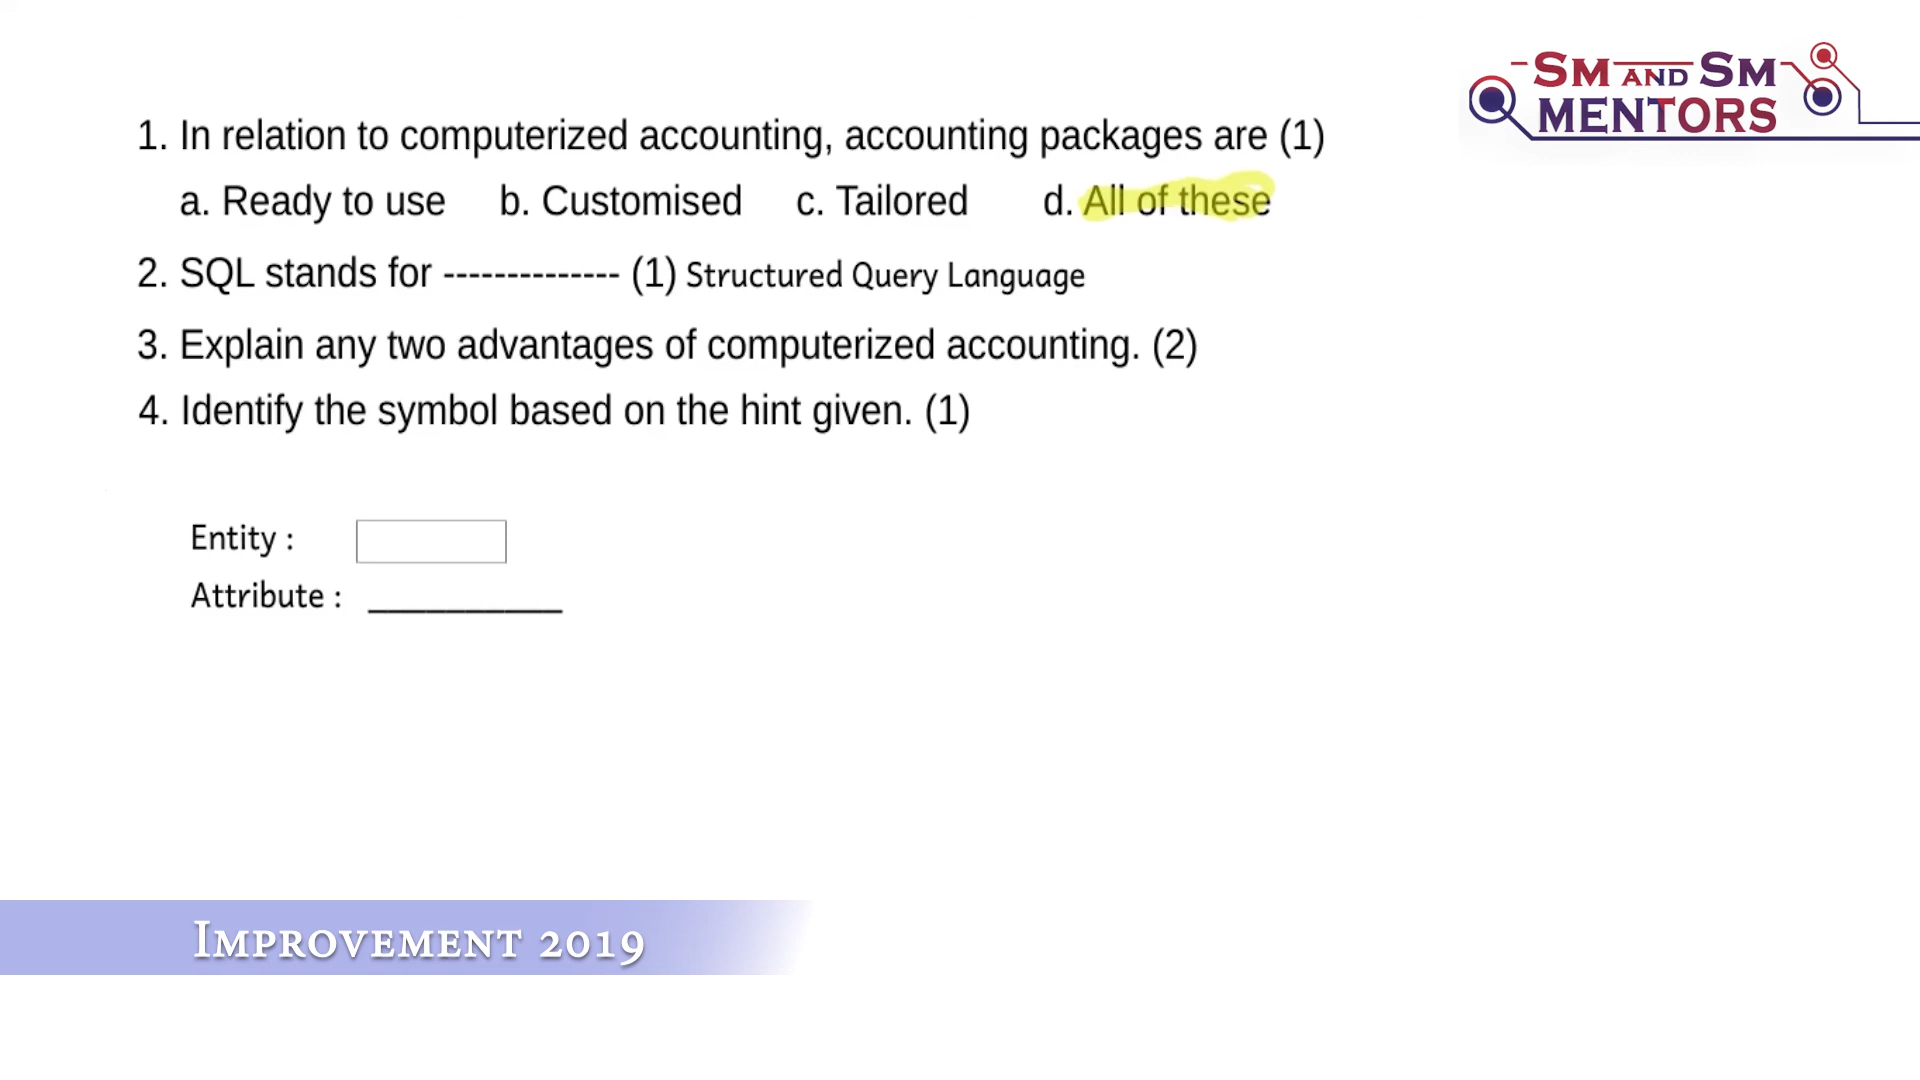 SM AND SM
MENTORS
1. In relation to computerized accounting, accounting packages are (1)
a. Ready to use b. Customised c. Tailored d. All of these
2. SQL stands for -------------- (1) Structured Query Language
3. Explain any two advantages of computerized accounting. (2)
4. Identify the symbol based on the hint given. (1)
Entity :
Attribute : __________
IMPROVEMENT 2019